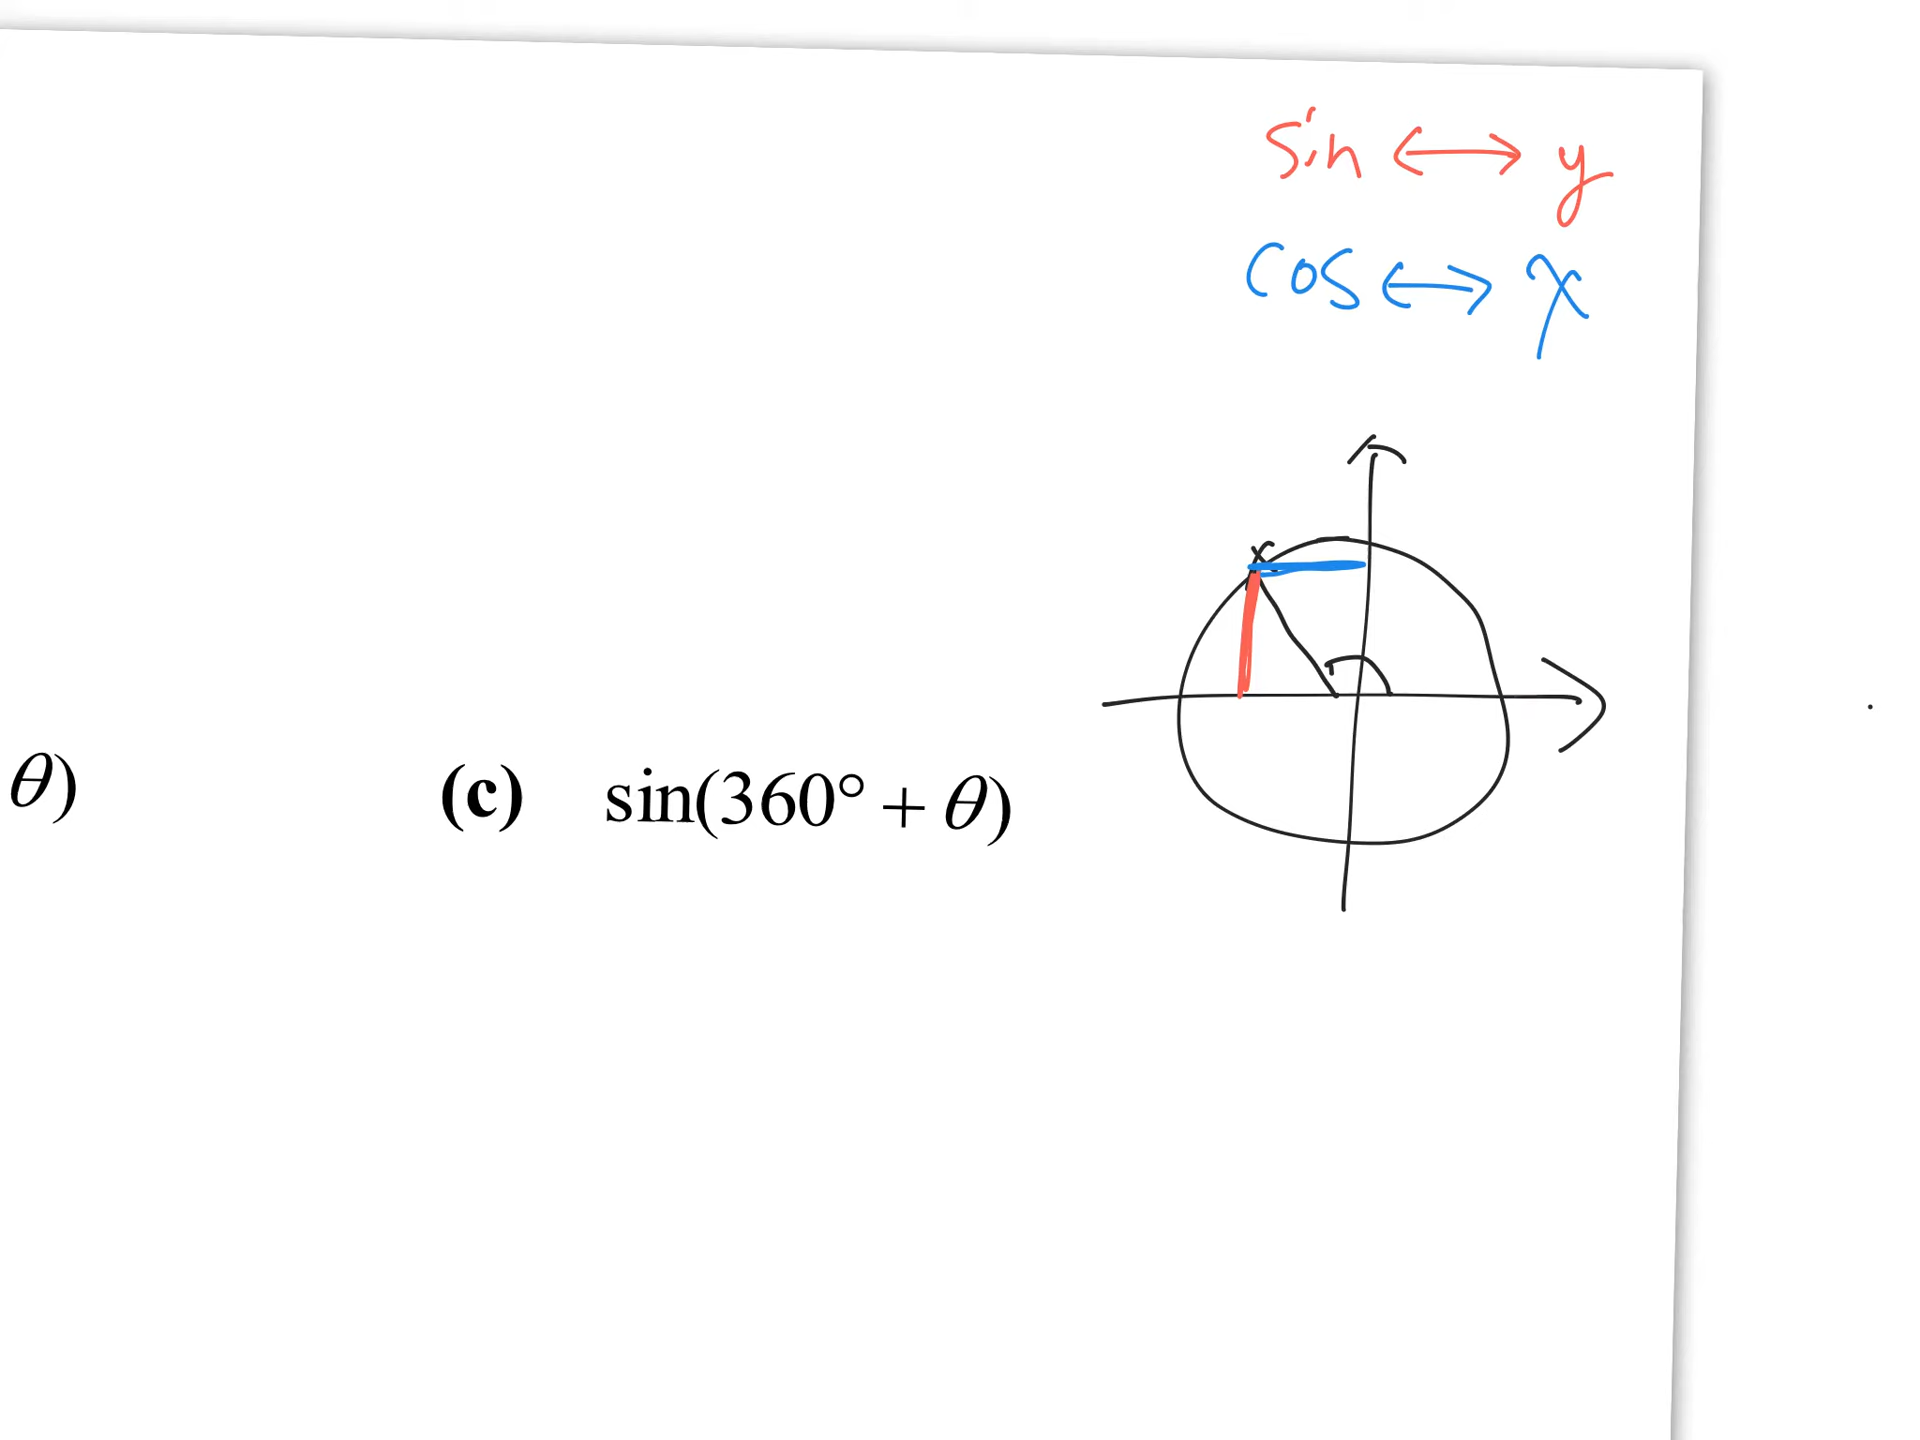 sin ⟷ y
cos ⟷ x
θ) (c) sin(360° + θ)